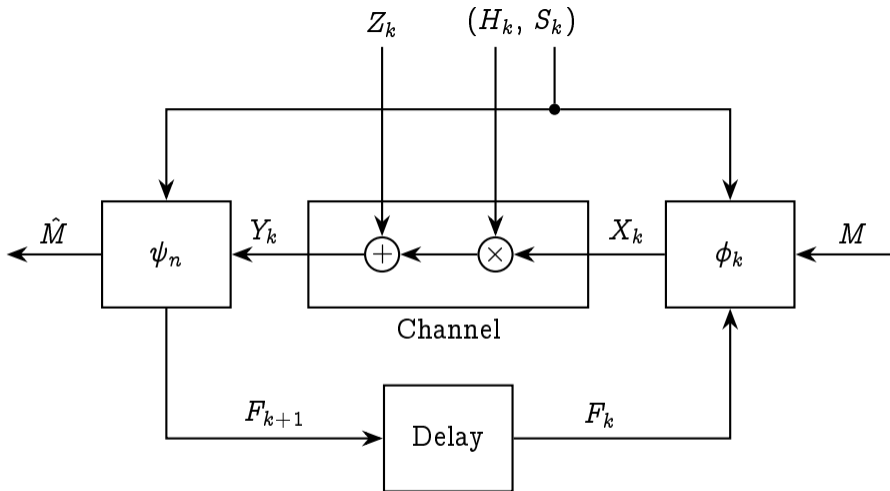 Z_k
(H_k, S_k)
M̂
ψ_n
Y_k
+
×
X_k
ϕ_k
M
Channel
F_{k+1}
Delay
F_k